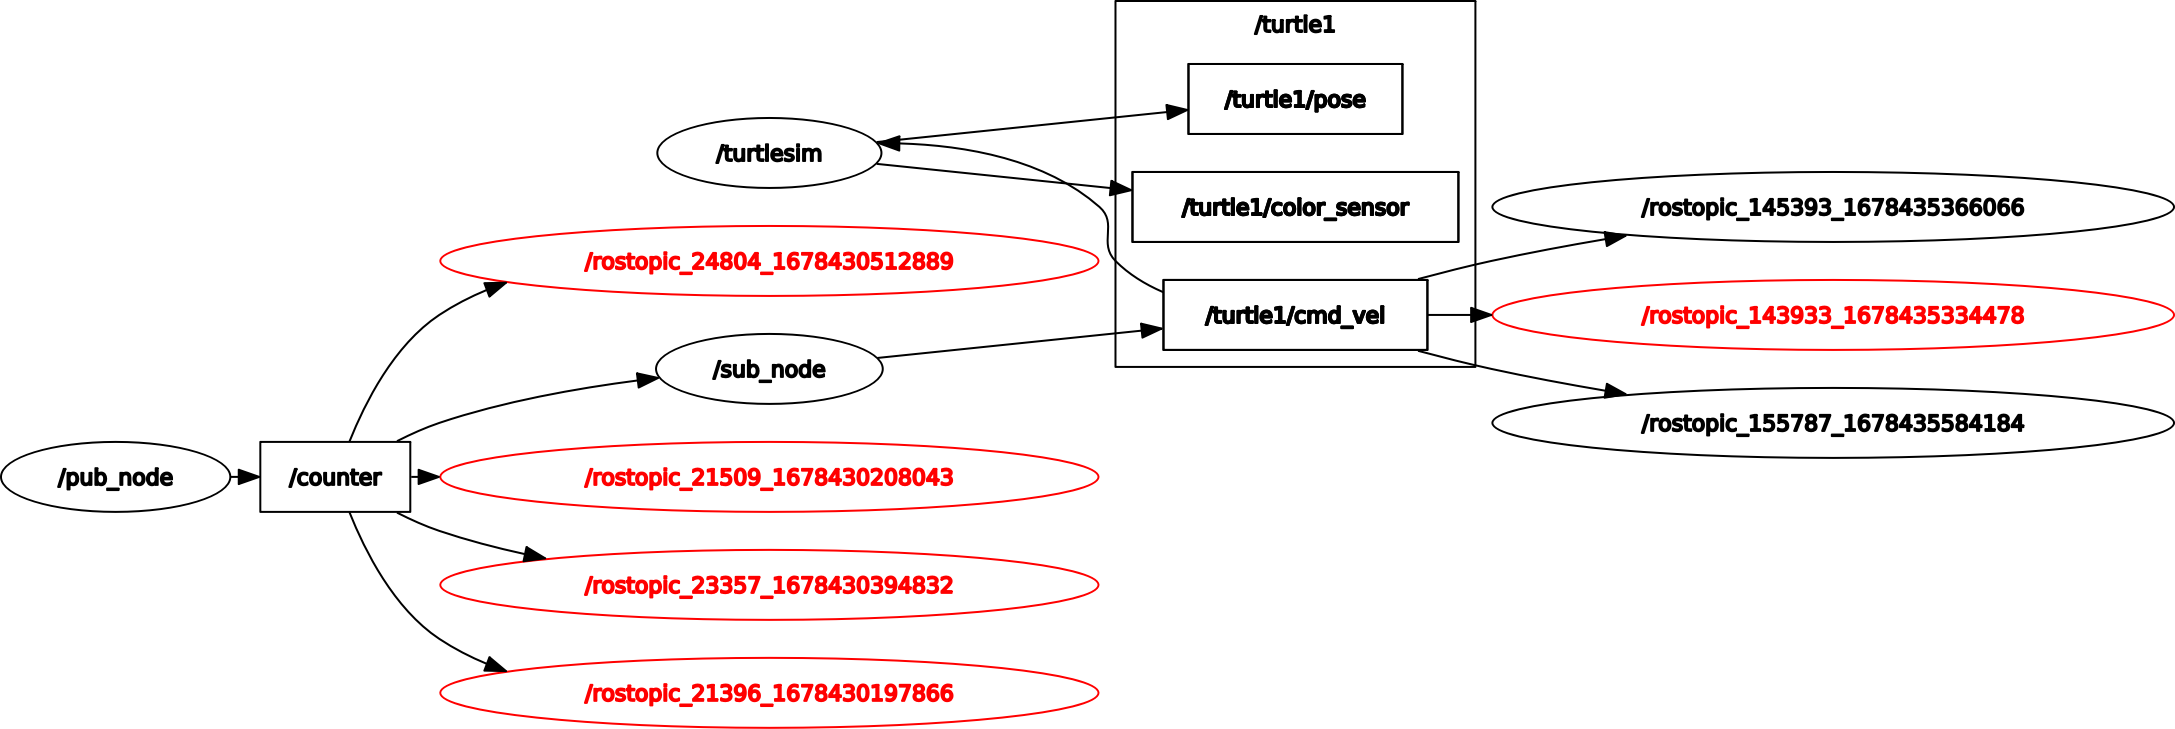 /turtle1
/turtle1/pose
/turtlesim
/turtle1/color_sensor
/rostopic_145393_1678435366066
/rostopic_24804_1678430512889
/turtle1/cmd_vel
/rostopic_143933_1678435334478
/sub_node
/rostopic_155787_1678435584184
/pub_node
/counter
/rostopic_21509_1678430208043
/rostopic_23357_1678430394832
/rostopic_21396_1678430197866